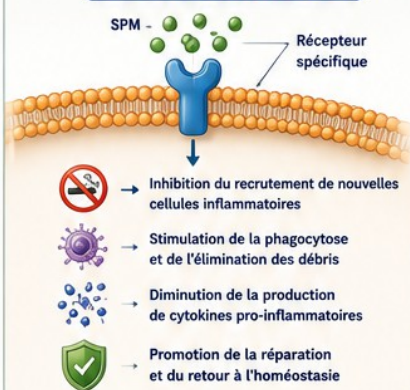 SPM
Récepteur
spécifique
Inhibition du recrutement de nouvelles
cellules inflammatoires
Stimulation de la phagocytose
et de l'élimination des débris
Diminution de la production
de cytokines pro-inflammatoires
Promotion de la réparation
et du retour à l'homéostasie